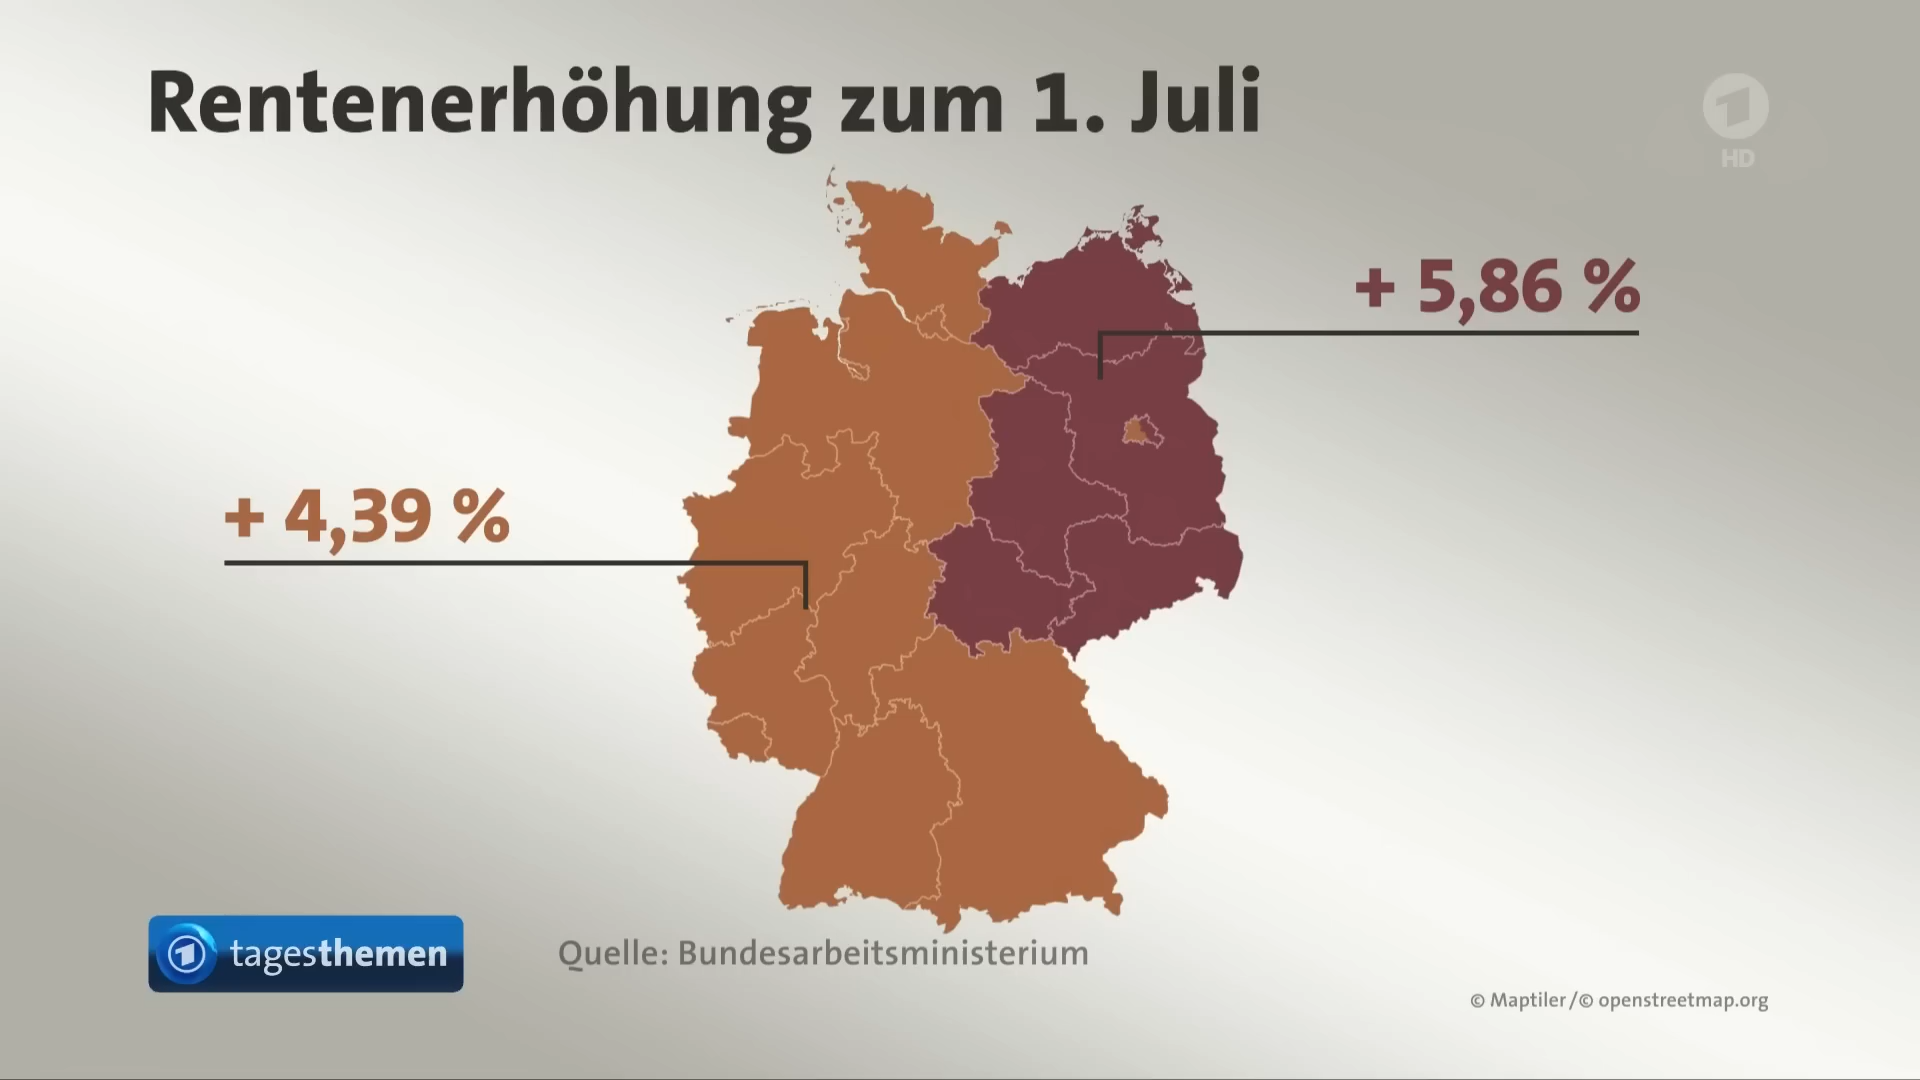 Rentenerhöhung zum 1. Juli
HD
+ 5,86 %
+ 4,39 %
tagesthemen
Quelle: Bundesarbeitsministerium
© Maptiler/© openstreetmap.org